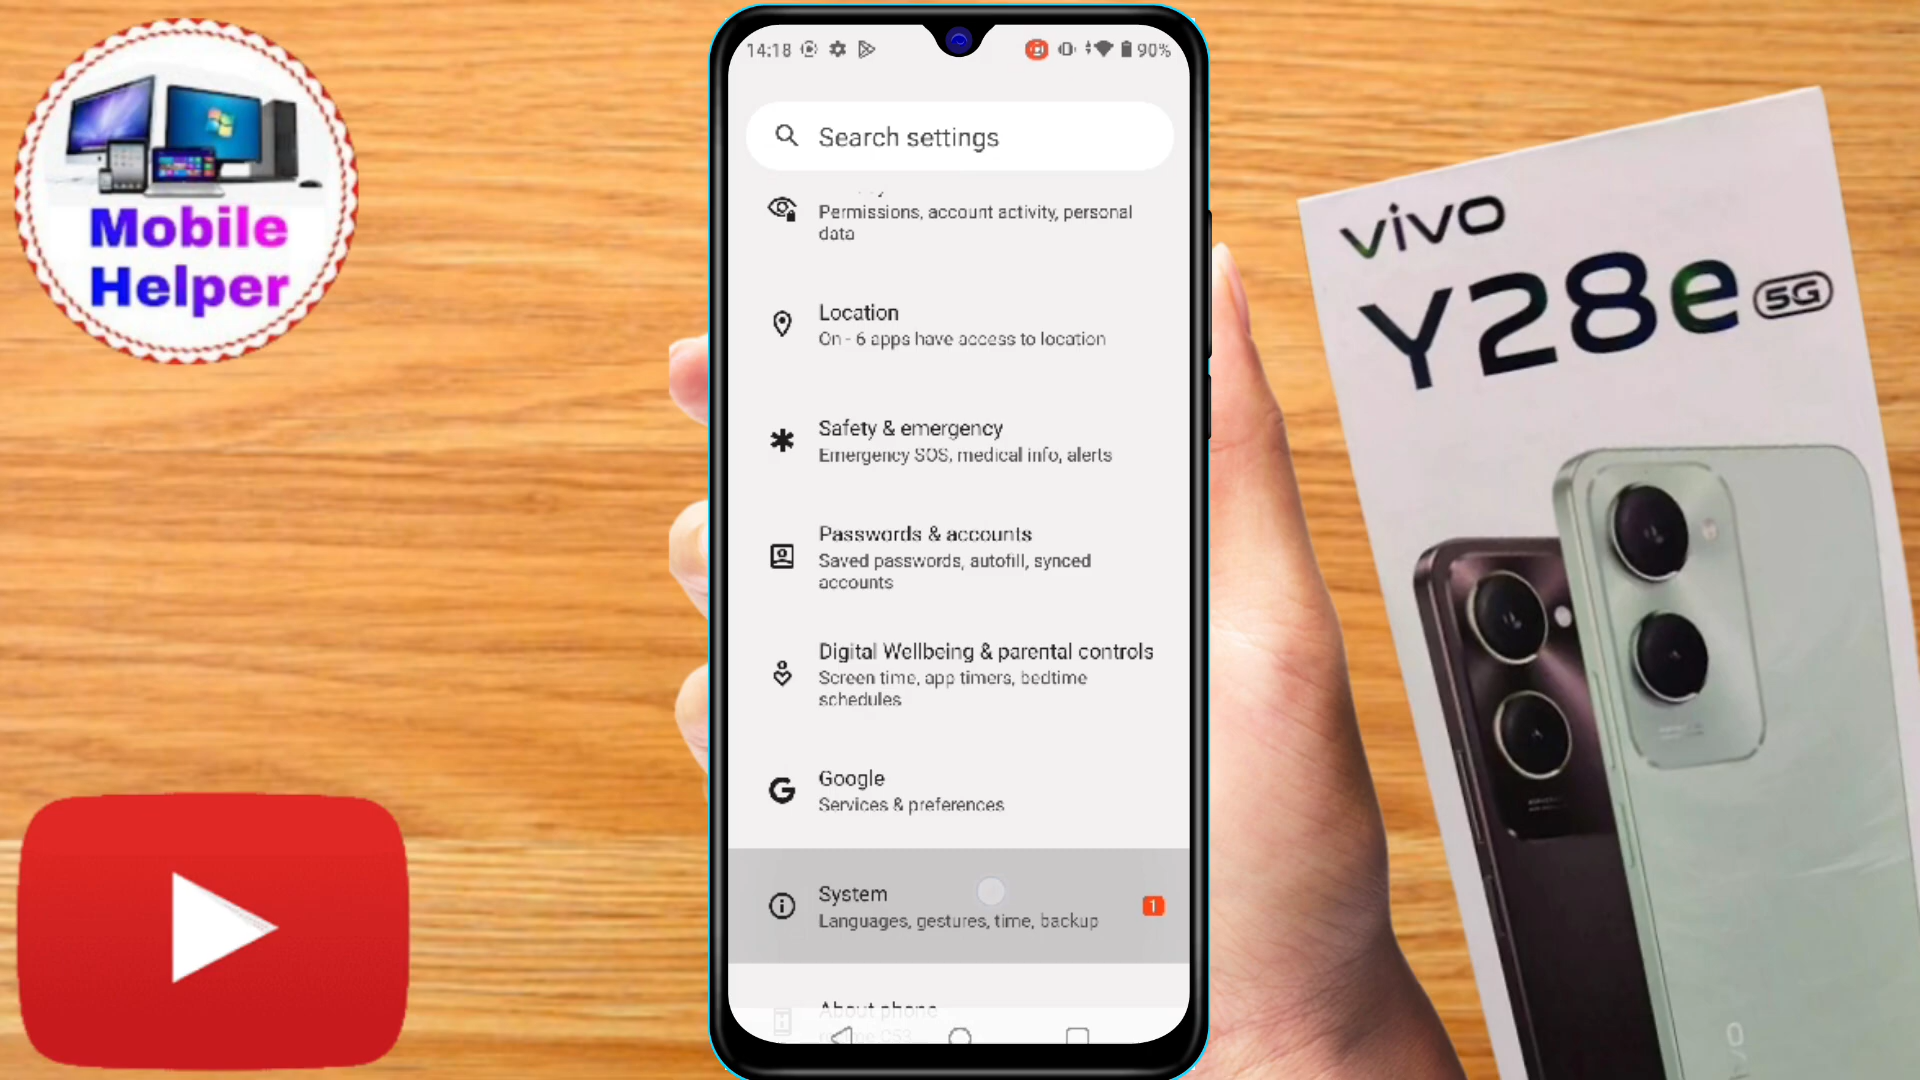 Mobile
Helper
14:18
90%
Search settings
Permissions, account activity, personal
data
Location
On - 6 apps have access to location
Safety & emergency
Emergency SOS, medical info, alerts
Passwords & accounts
Saved passwords, autofill, synced
accounts
Digital Wellbeing & parental controls
Screen time, app timers, bedtime
schedules
Google
Services & preferences
System
Languages, gestures, time, backup
1
About phone
vivo
Y28e 5G